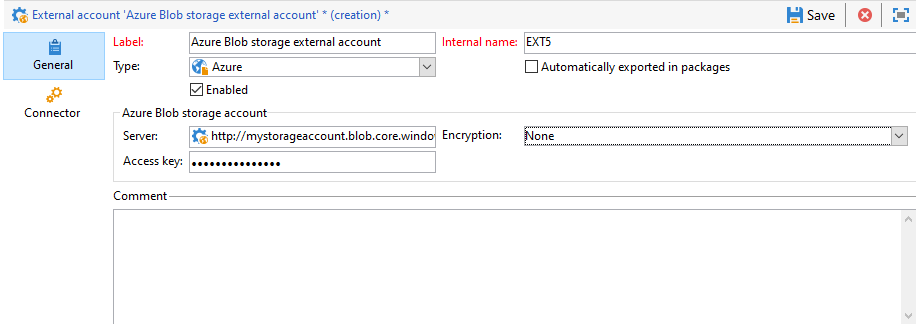 External account 'Azure Blob storage external account' * (creation) *
Save
General
Connector
Label: Azure Blob storage external account Internal name: EXT5
Type: Azure Automatically exported in packages
Enabled
Azure Blob storage account
Server: http://mystorageaccount.blob.core.windo Encryption: None
Access key: ●●●●●●●●●●●●●●●
Comment